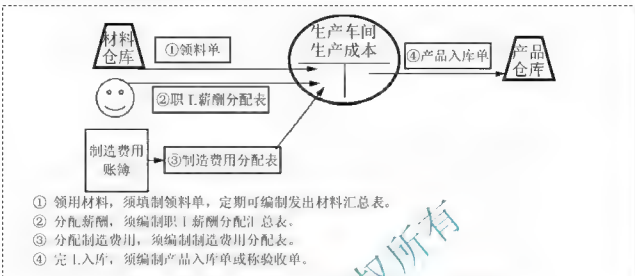 材料
仓库
①领料单
生产车间
生产成本
④产品入库单
产品
仓库
②职工薪酬分配表
制造费用
账簿
③制造费用分配表
① 领用材料，须填制领料单，定期可编制发出材料汇总表。
② 分配薪酬，须编制职工薪酬分配汇总表。
③ 分配制造费用，须编制制造费用分配表。
④ 完工入库，须编制产品入库单或称验收单。
权所有